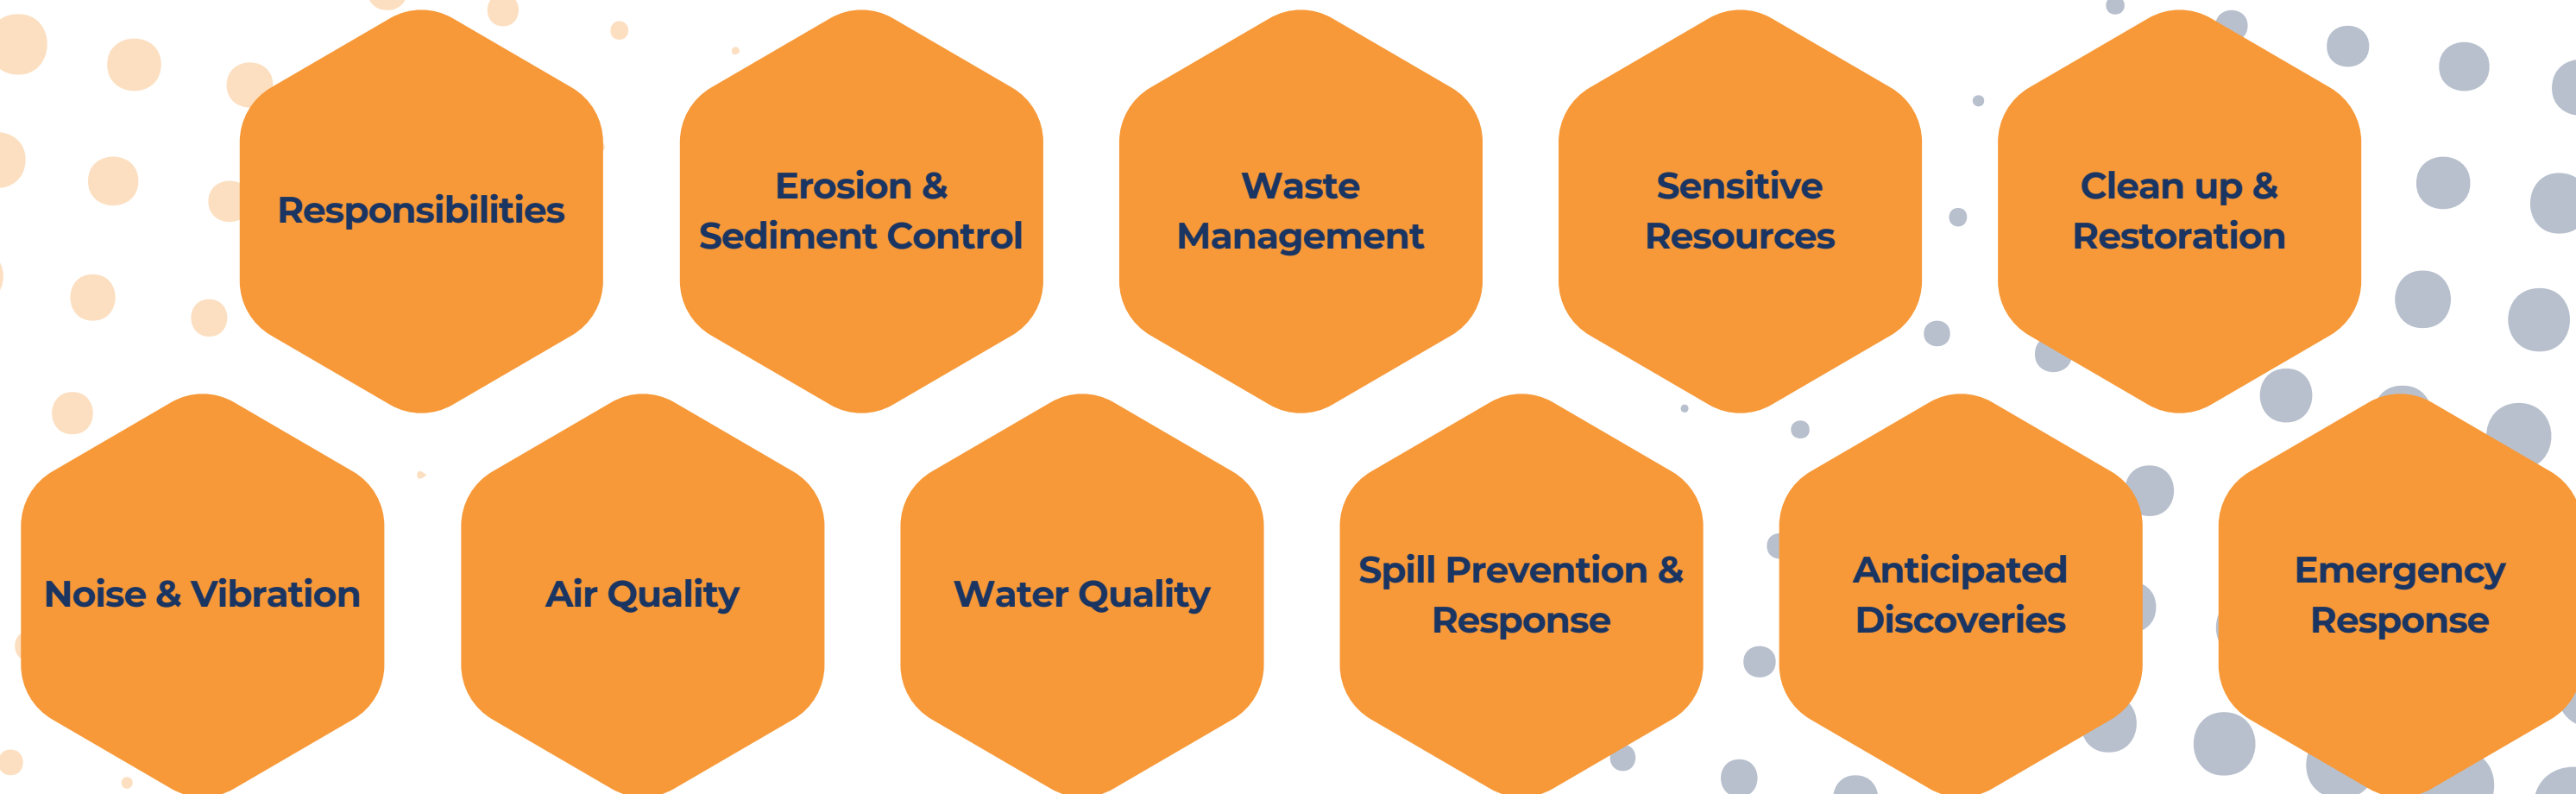 Responsibilities
Erosion &
Sediment Control
Waste
Management
Sensitive
Resources
Clean up &
Restoration
Noise & Vibration
Air Quality
Water Quality
Spill Prevention &
Response
Anticipated
Discoveries
Emergency
Response